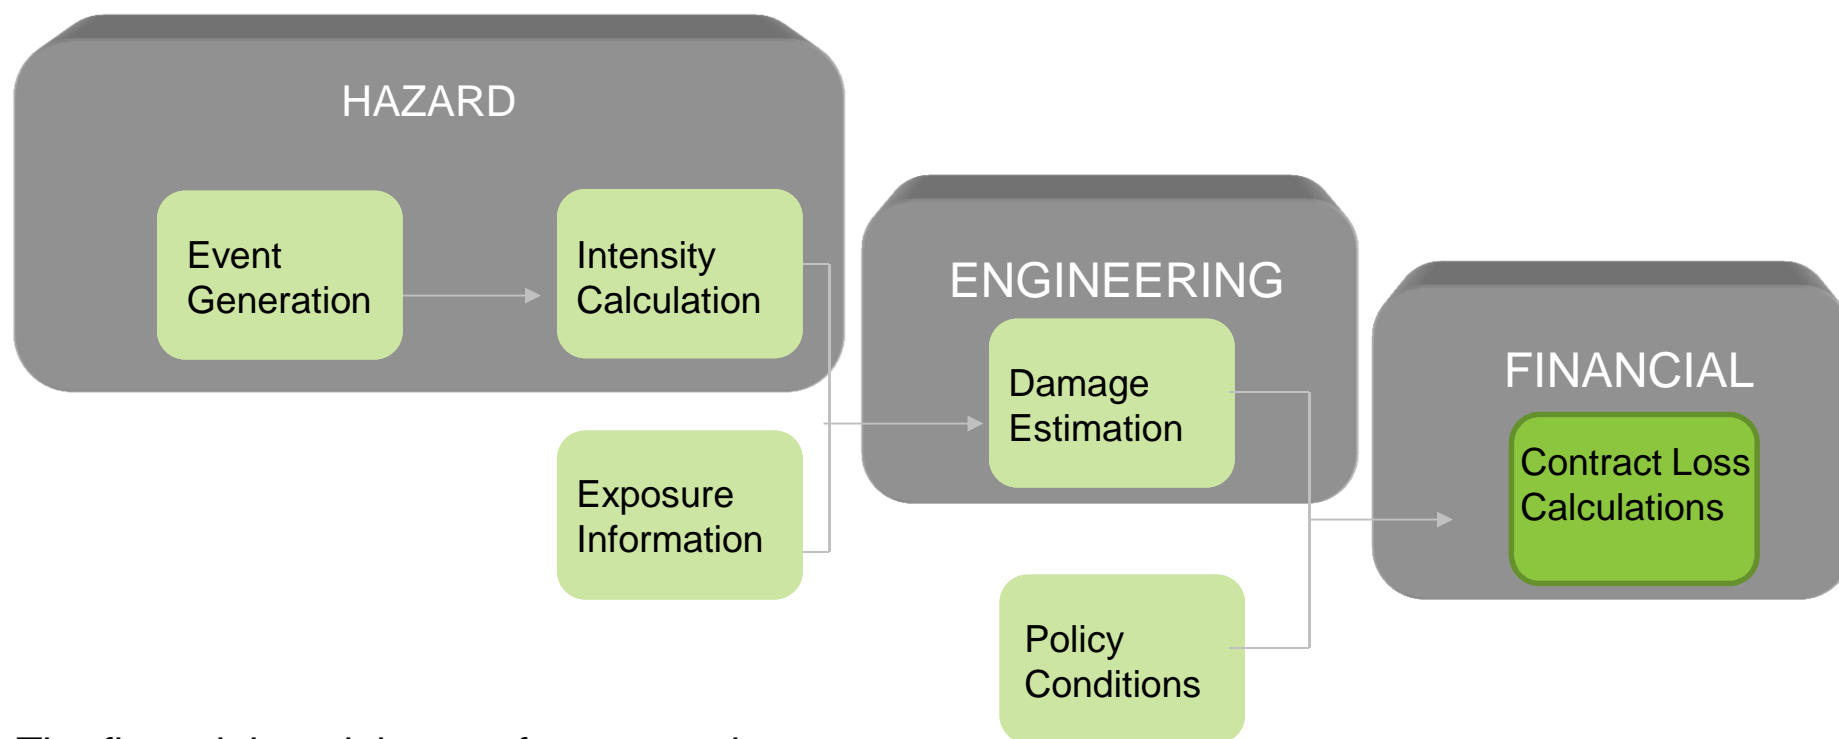 HAZARD
Event
Generation
Intensity
Calculation
Exposure
Information
ENGINEERING
Damage
Estimation
Policy
Conditions
FINANCIAL
Contract Loss
Calculations